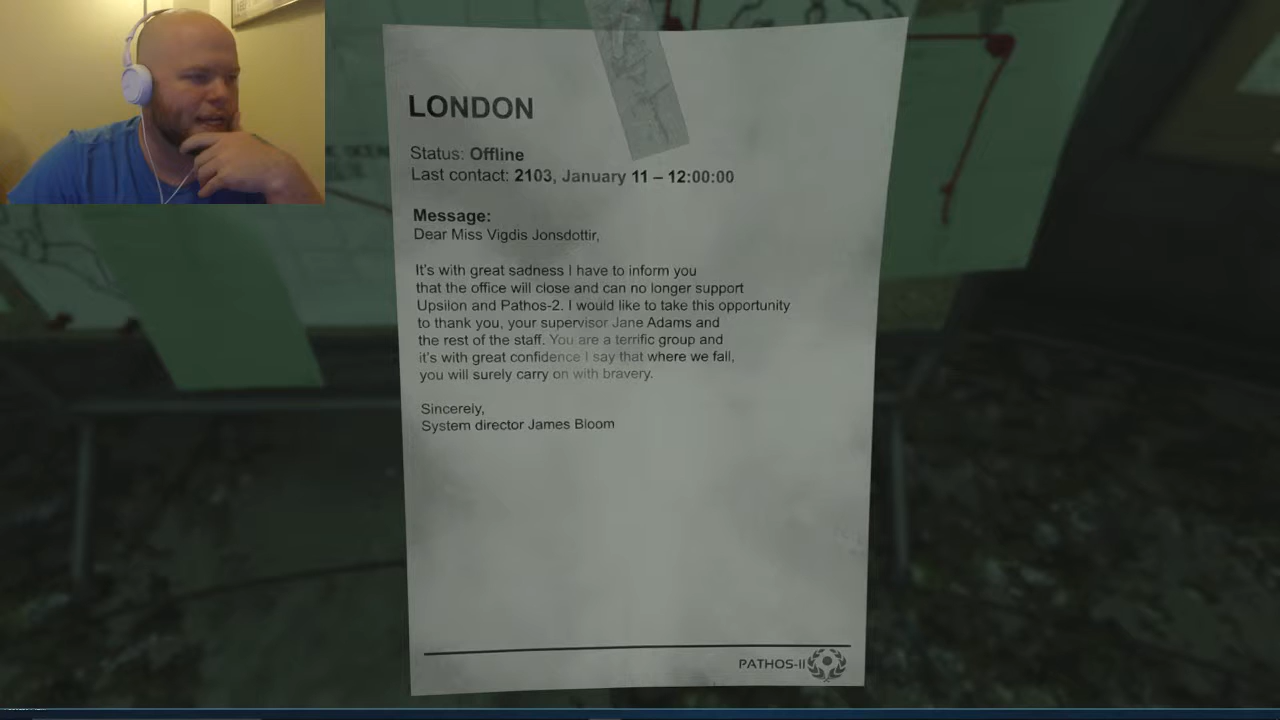 LONDON
Status: Offline
Last contact: 2103, January 11 – 12:00:00
Message:
Dear Miss Vigdis Jonsdottir,
It's with great sadness I have to inform you
that the office will close and can no longer support
Upsilon and Pathos-2. I would like to take this opportunity
to thank you, your supervisor Jane Adams and
the rest of the staff. You are a terrific group and
it's with great confidence I say that where we fall,
you will surely carry on with bravery.
Sincerely,
System director James Bloom
PATHOS-II